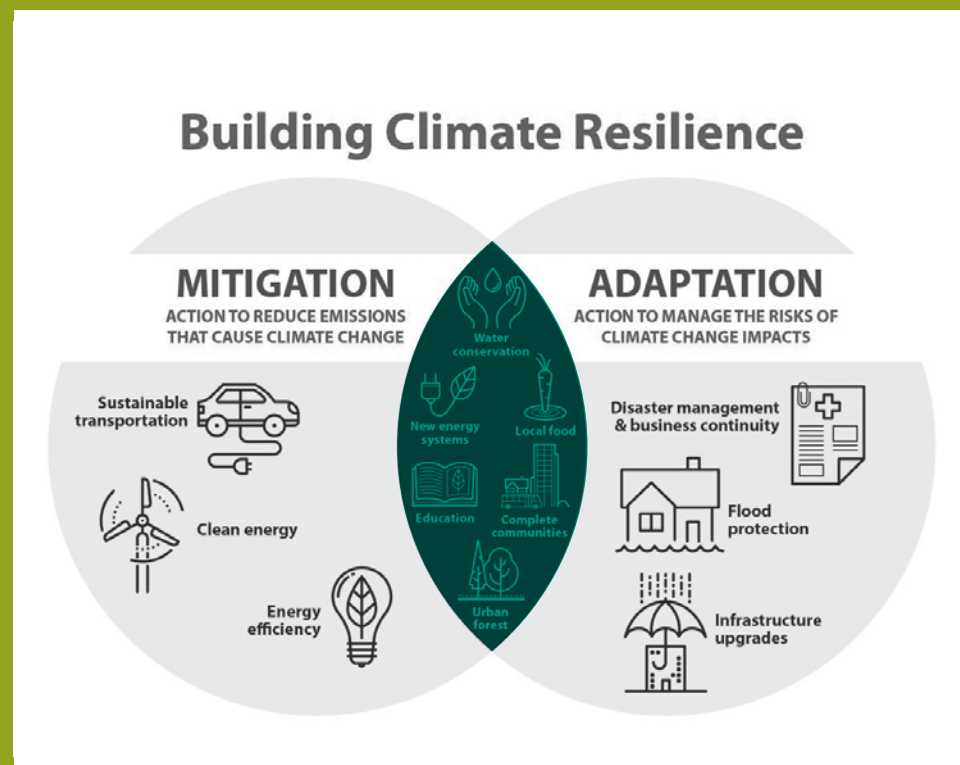 Building Climate Resilience
MITIGATION
ACTION TO REDUCE EMISSIONS
THAT CAUSE CLIMATE CHANGE
ADAPTATION
ACTION TO MANAGE THE RISKS OF
CLIMATE CHANGE IMPACTS
Sustainable
transportation
Clean energy
Energy
efficiency
Water
conservation
New energy
systems
Local food
Education
Complete
communities
Urban
forest
Disaster management
& business continuity
Flood
protection
Infrastructure
upgrades